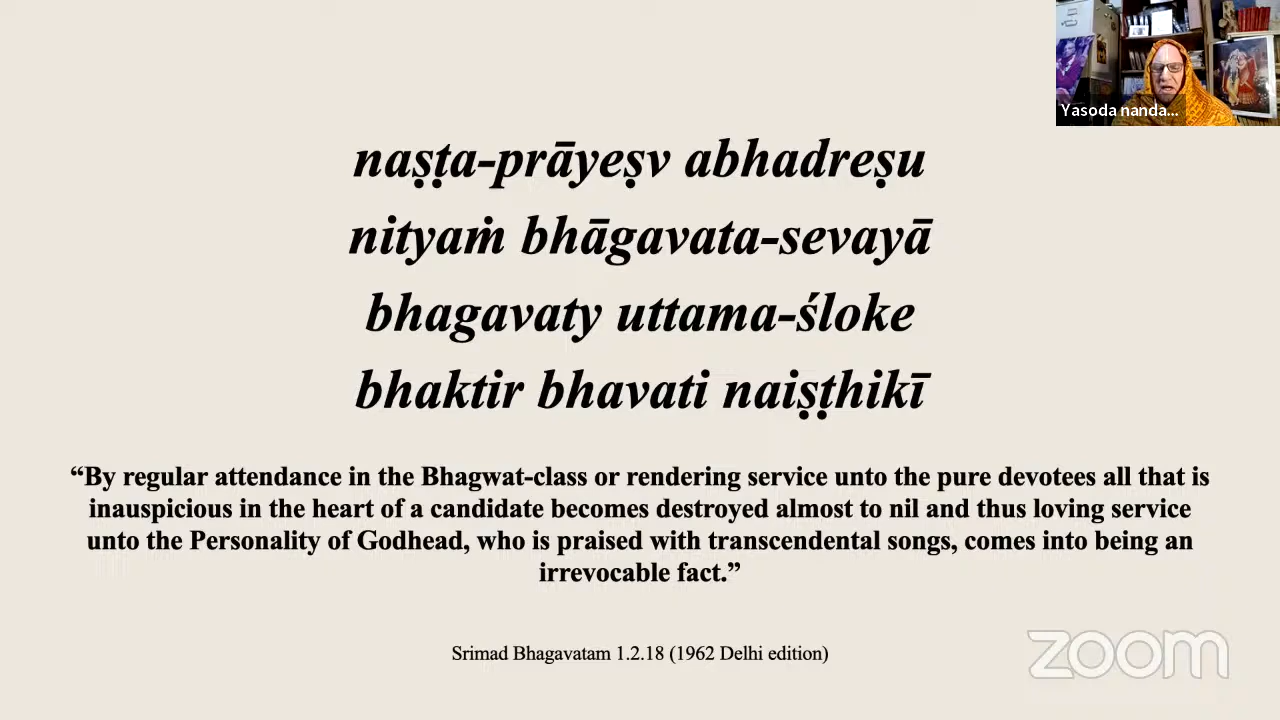 Yasoda nanda...
naṣṭa-prāyeṣv abhadreṣu
nityaṁ bhāgavata-sevayā
bhagavaty uttama-śloke
bhaktir bhavati naiṣṭhikī
“By regular attendance in the Bhagwat-class or rendering service unto the pure devotees all that is
inauspicious in the heart of a candidate becomes destroyed almost to nil and thus loving service
unto the Personality of Godhead, who is praised with transcendental songs, comes into being an
irrevocable fact.”
Srimad Bhagavatam 1.2.18 (1962 Delhi edition)
zoom